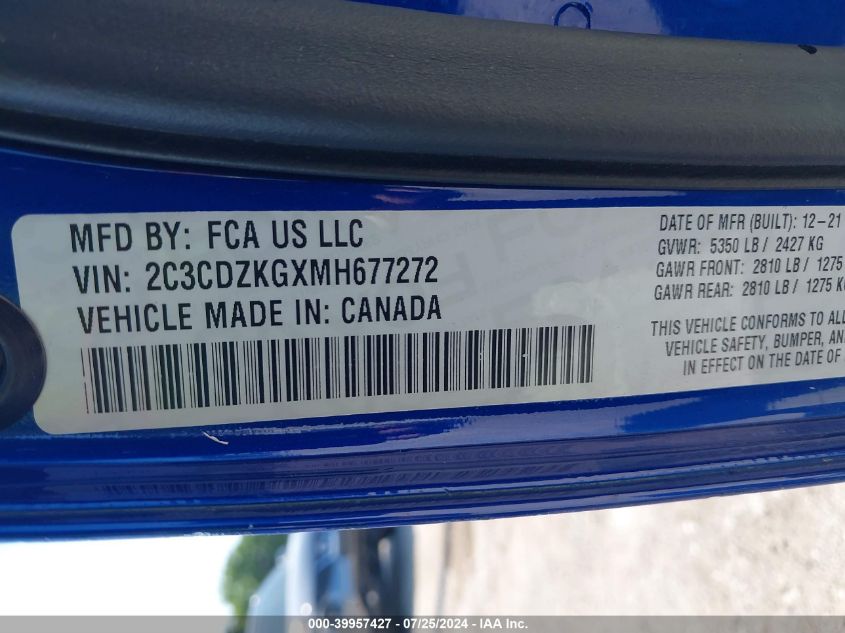 MFD BY: FCA US LLC
VIN: 2C3CDZKGXMH677272
VEHICLE MADE IN: CANADA
DATE OF MFR (BUILT): 12-21
GVWR: 5350 LB / 2427 KG
GAWR FRONT: 2810 LB / 1275
GAWR REAR: 2810 LB / 1275 KG
THIS VEHICLE CONFORMS TO ALL
VEHICLE SAFETY, BUMPER, AN
IN EFFECT ON THE DATE OF
000-39957427 - 07/25/2024 - IAA Inc.